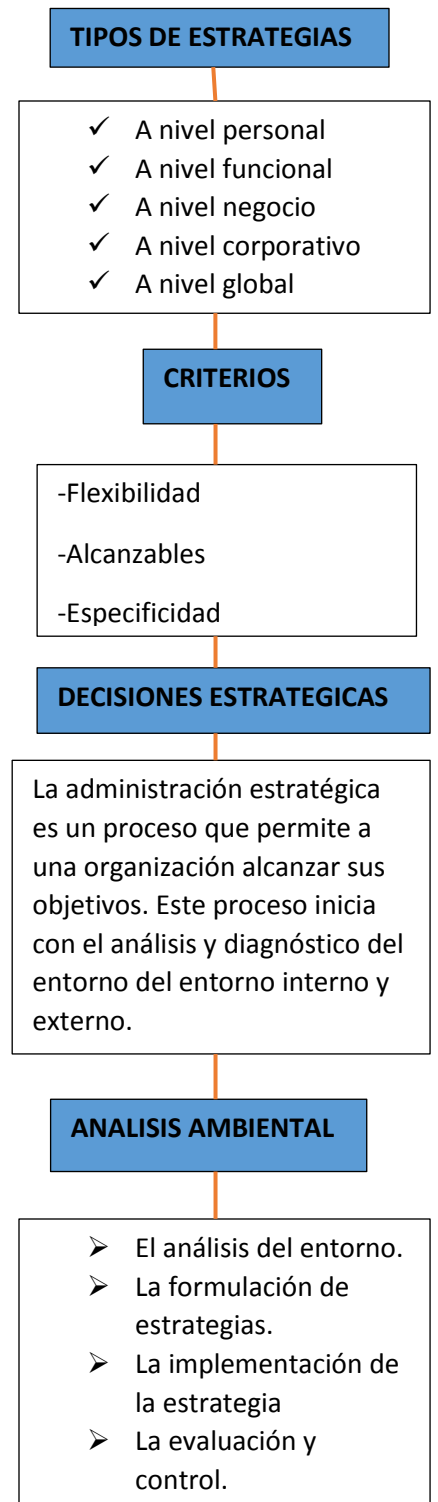 TIPOS DE ESTRATEGIAS
✓ A nivel personal
✓ A nivel funcional
✓ A nivel negocio
✓ A nivel corporativo
✓ A nivel global
CRITERIOS
-Flexibilidad
-Alcanzables
-Especificidad
DECISIONES ESTRATEGICAS
La administración estratégica
es un proceso que permite a
una organización alcanzar sus
objetivos. Este proceso inicia
con el análisis y diagnóstico del
entorno del entorno interno y
externo.
ANALISIS AMBIENTAL
➢ El análisis del entorno.
➢ La formulación de
estrategias.
➢ La implementación de
la estrategia
➢ La evaluación y
control.